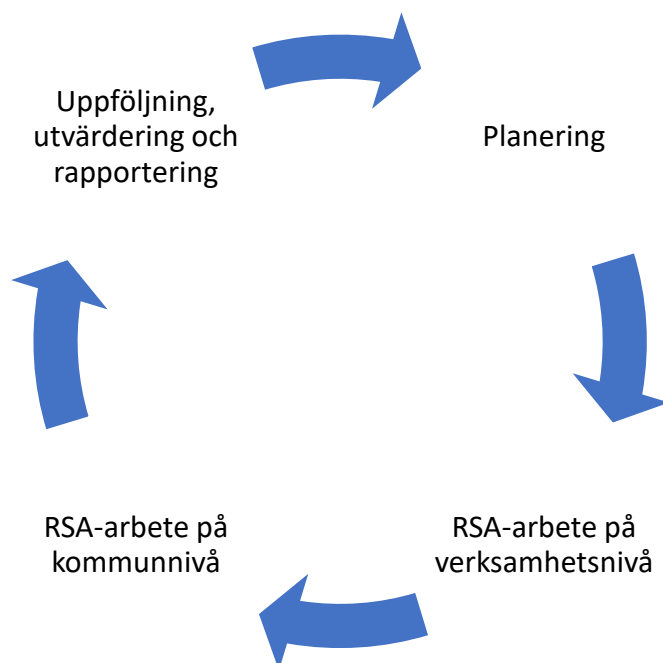 Uppföljning,
utvärdering och
rapportering
Planering
RSA-arbete på
kommunnivå
RSA-arbete på
verksamhetsnivå